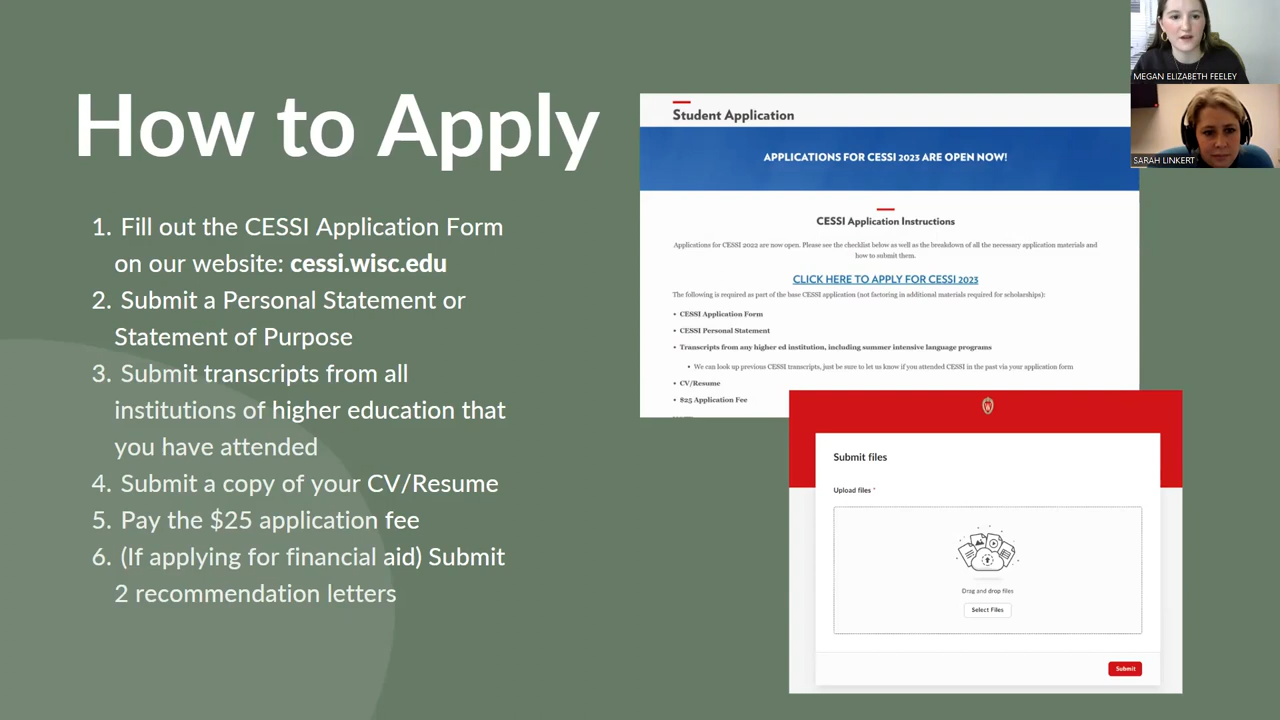 How to Apply
1. Fill out the CESSI Application Form
on our website: cessi.wisc.edu
2. Submit a Personal Statement or
Statement of Purpose
3. Submit transcripts from all
institutions of higher education that
you have attended
4. Submit a copy of your CV/Resume
5. Pay the $25 application fee
6. (If applying for financial aid) Submit
2 recommendation letters
Student Application
APPLICATIONS FOR CESSI 2023 ARE OPEN NOW!
CESSI Application Instructions
Applications for CESSI 2022 are now open. Please see the checklist below as well as the breakdown of all the necessary application materials and
how to submit them.
CLICK HERE TO APPLY FOR CESSI 2023
The following is required as part of the base CESSI application (not factoring in additional materials required for scholarships):
• CESSI Application Form
• CESSI Personal Statement
• Transcripts from any higher ed institution, including summer intensive language programs
• We can look up previous CESSI transcripts, just be sure to let us know if you attended CESSI in the past via your application form
• CV/Resume
• $25 Application Fee
W
Submit files
Upload files *
Drag and drop files
Select Files
Submit
MEGAN ELIZABETH FEELEY
SARAH LINKERT